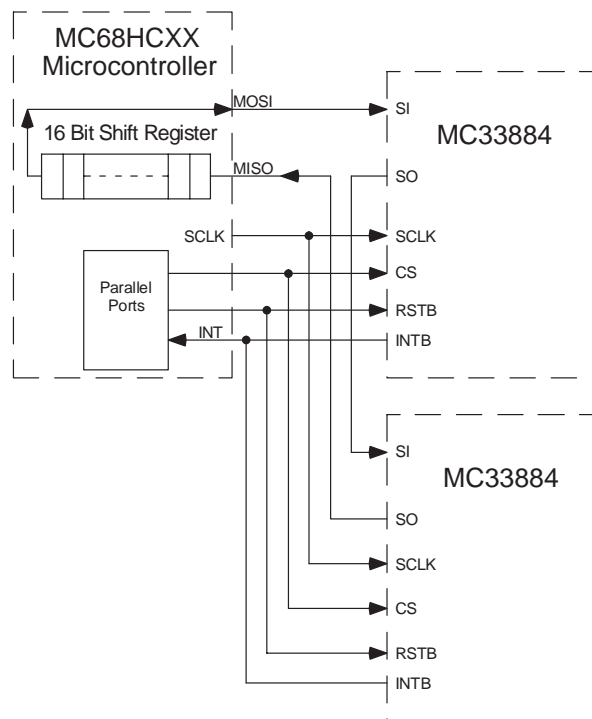 MC68HCXX
Microcontroller
MOSI
SI
16 Bit Shift Register
MC33884
MISO
SO
SCLK
SCLK
CS
Parallel
Ports
RSTB
INT
INTB
SI
MC33884
SO
SCLK
CS
RSTB
INTB